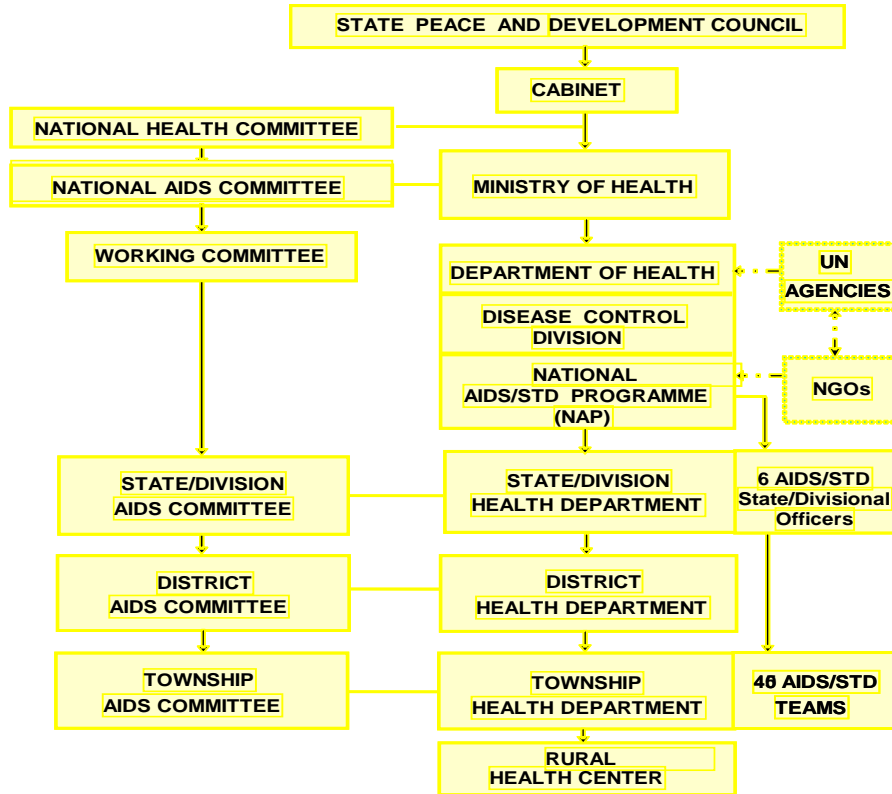 STATE PEACE AND DEVELOPMENT COUNCIL
CABINET
NATIONAL HEALTH COMMITTEE
NATIONAL AIDS COMMITTEE
MINISTRY OF HEALTH
WORKING COMMITTEE
DEPARTMENT OF HEALTH
UN
AGENCIES
DISEASE CONTROL
DIVISION
NATIONAL
AIDS/STD PROGRAMME
(NAP)
NGOs
STATE/DIVISION
AIDS COMMITTEE
STATE/DIVISION
HEALTH DEPARTMENT
6 AIDS/STD
State/Divisional
Officers
DISTRICT
AIDS COMMITTEE
DISTRICT
HEALTH DEPARTMENT
TOWNSHIP
AIDS COMMITTEE
TOWNSHIP
HEALTH DEPARTMENT
AIDS/STD
TEAMS
RURAL
HEALTH CENTER